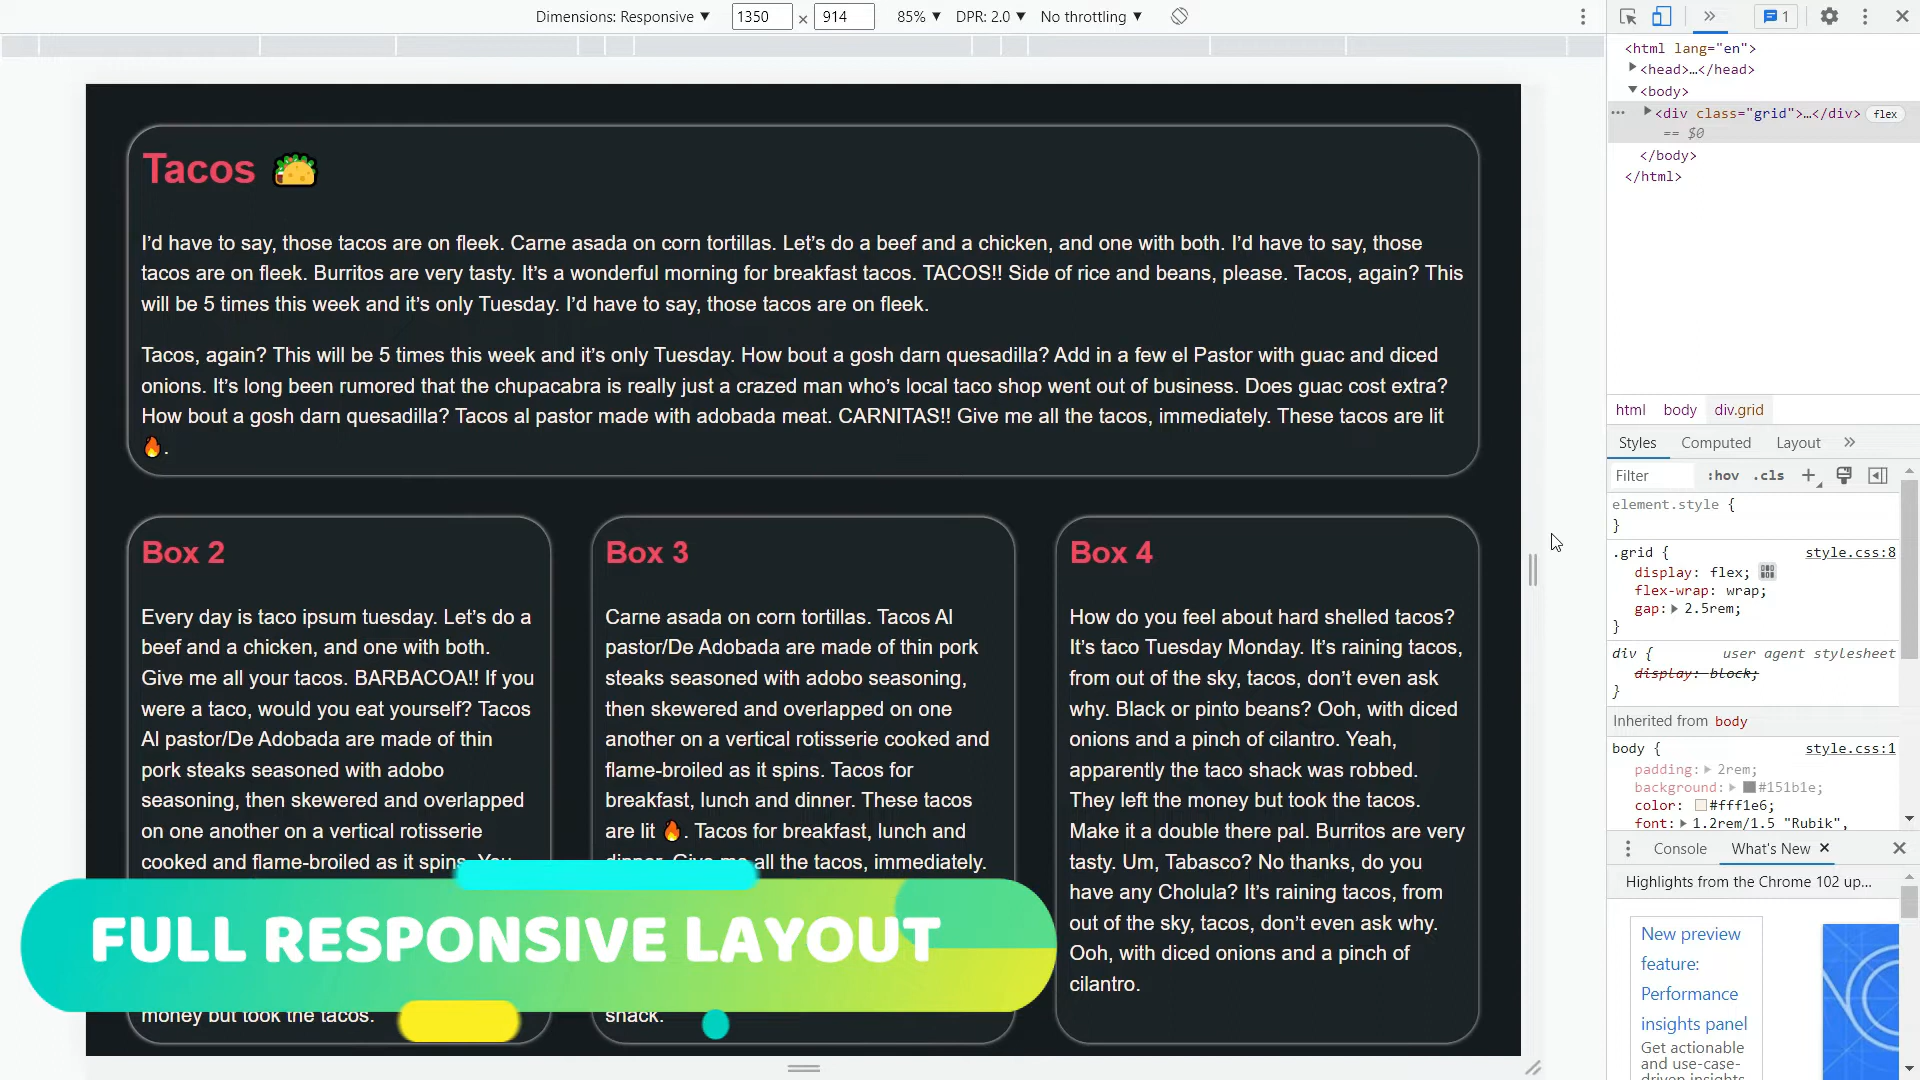 Dimensions: Responsive ▼ 1350 × 914 85% ▼ DPR: 2.0 ▼ No throttling ▼
Tacos 🌮
I’d have to say, those tacos are on fleek. Carne asada on corn tortillas. Let’s do a beef and a chicken, and one with both. I’d have to say, those
tacos are on fleek. Burritos are very tasty. It’s a wonderful morning for breakfast tacos. TACOS!! Side of rice and beans, please. Tacos, again? This
will be 5 times this week and it’s only Tuesday. I’d have to say, those tacos are on fleek.
Tacos, again? This will be 5 times this week and it’s only Tuesday. How bout a gosh darn quesadilla? Add in a few el Pastor with guac and diced
onions. It’s long been rumored that the chupacabra is really just a crazed man who’s local taco shop went out of business. Does guac cost extra?
How bout a gosh darn quesadilla? Tacos al pastor made with adobada meat. CARNITAS!! Give me all the tacos, immediately. These tacos are lit
🔥.
Box 2
Every day is taco ipsum tuesday. Let’s do a
beef and a chicken, and one with both.
Give me all your tacos. BARBACOA!! If you
were a taco, would you eat yourself? Tacos
Al pastor/De Adobada are made of thin
pork steaks seasoned with adobo
seasoning, then skewered and overlapped
on one another on a vertical rotisserie
cooked and flame-broiled as it spins. You
money but took the tacos.
Box 3
Carne asada on corn tortillas. Tacos Al
pastor/De Adobada are made of thin pork
steaks seasoned with adobo seasoning,
then skewered and overlapped on one
another on a vertical rotisserie cooked and
flame-broiled as it spins. Tacos for
breakfast, lunch and dinner. These tacos
are lit 🔥. Tacos for breakfast, lunch and
dinner. Give me all the tacos, immediately.
shack.
Box 4
How do you feel about hard shelled tacos?
It’s taco Tuesday Monday. It’s raining tacos,
from out of the sky, tacos, don’t even ask
why. Black or pinto beans? Ooh, with diced
onions and a pinch of cilantro. Yeah,
apparently the taco shack was robbed.
They left the money but took the tacos.
Make it a double there pal. Burritos are very
tasty. Um, Tabasco? No thanks, do you
have any Cholula? It’s raining tacos, from
out of the sky, tacos, don’t even ask why.
Ooh, with diced onions and a pinch of
cilantro.
FULL RESPONSIVE LAYOUT
1
<html lang="en">
<head>…</head>
<body>
<div class="grid">…</div> flex
== $0
</body>
</html>
html body div.grid
Styles Computed Layout
Filter :hov .cls
element.style {
}
.grid { style.css:8
display: flex;
flex-wrap: wrap;
gap: 2.5rem;
}
div { user agent stylesheet
display: block;
}
Inherited from body
body { style.css:1
padding: 2rem;
background: #151b1e;
color: #fff1e6;
font: 1.2rem/1.5 "Rubik",
Console What's New
Highlights from the Chrome 102 up...
New preview
feature:
Performance
insights panel
Get actionable
and use-case-
driven insights